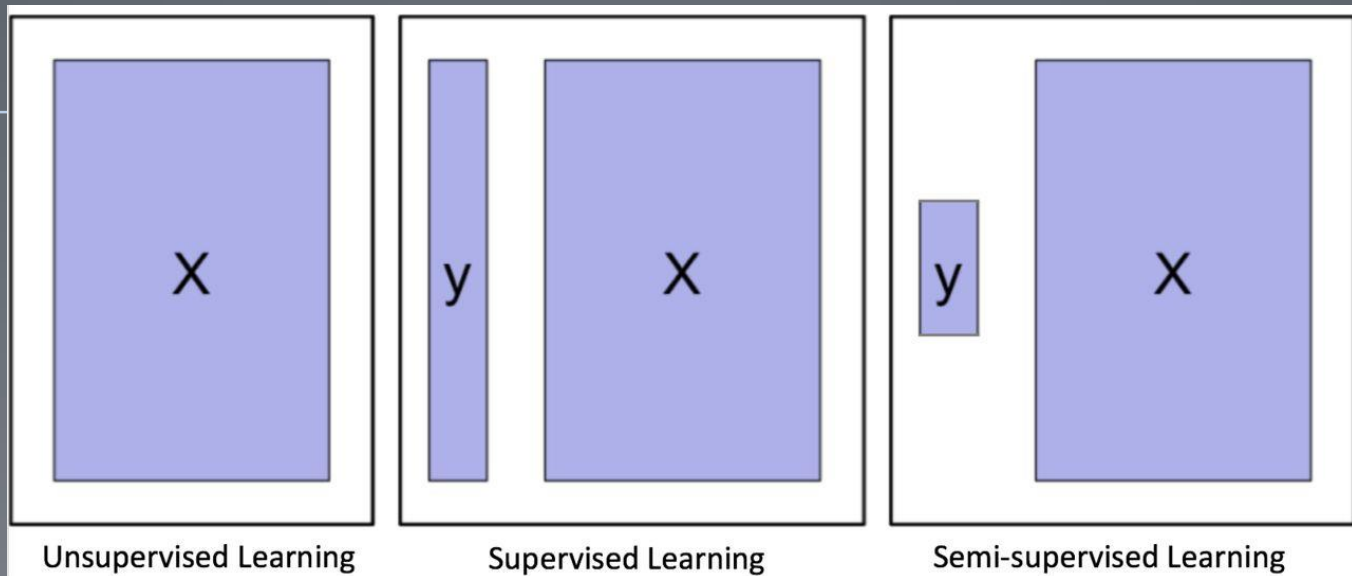 X
y
X
y
X
Unsupervised Learning
Supervised Learning
Semi-supervised Learning